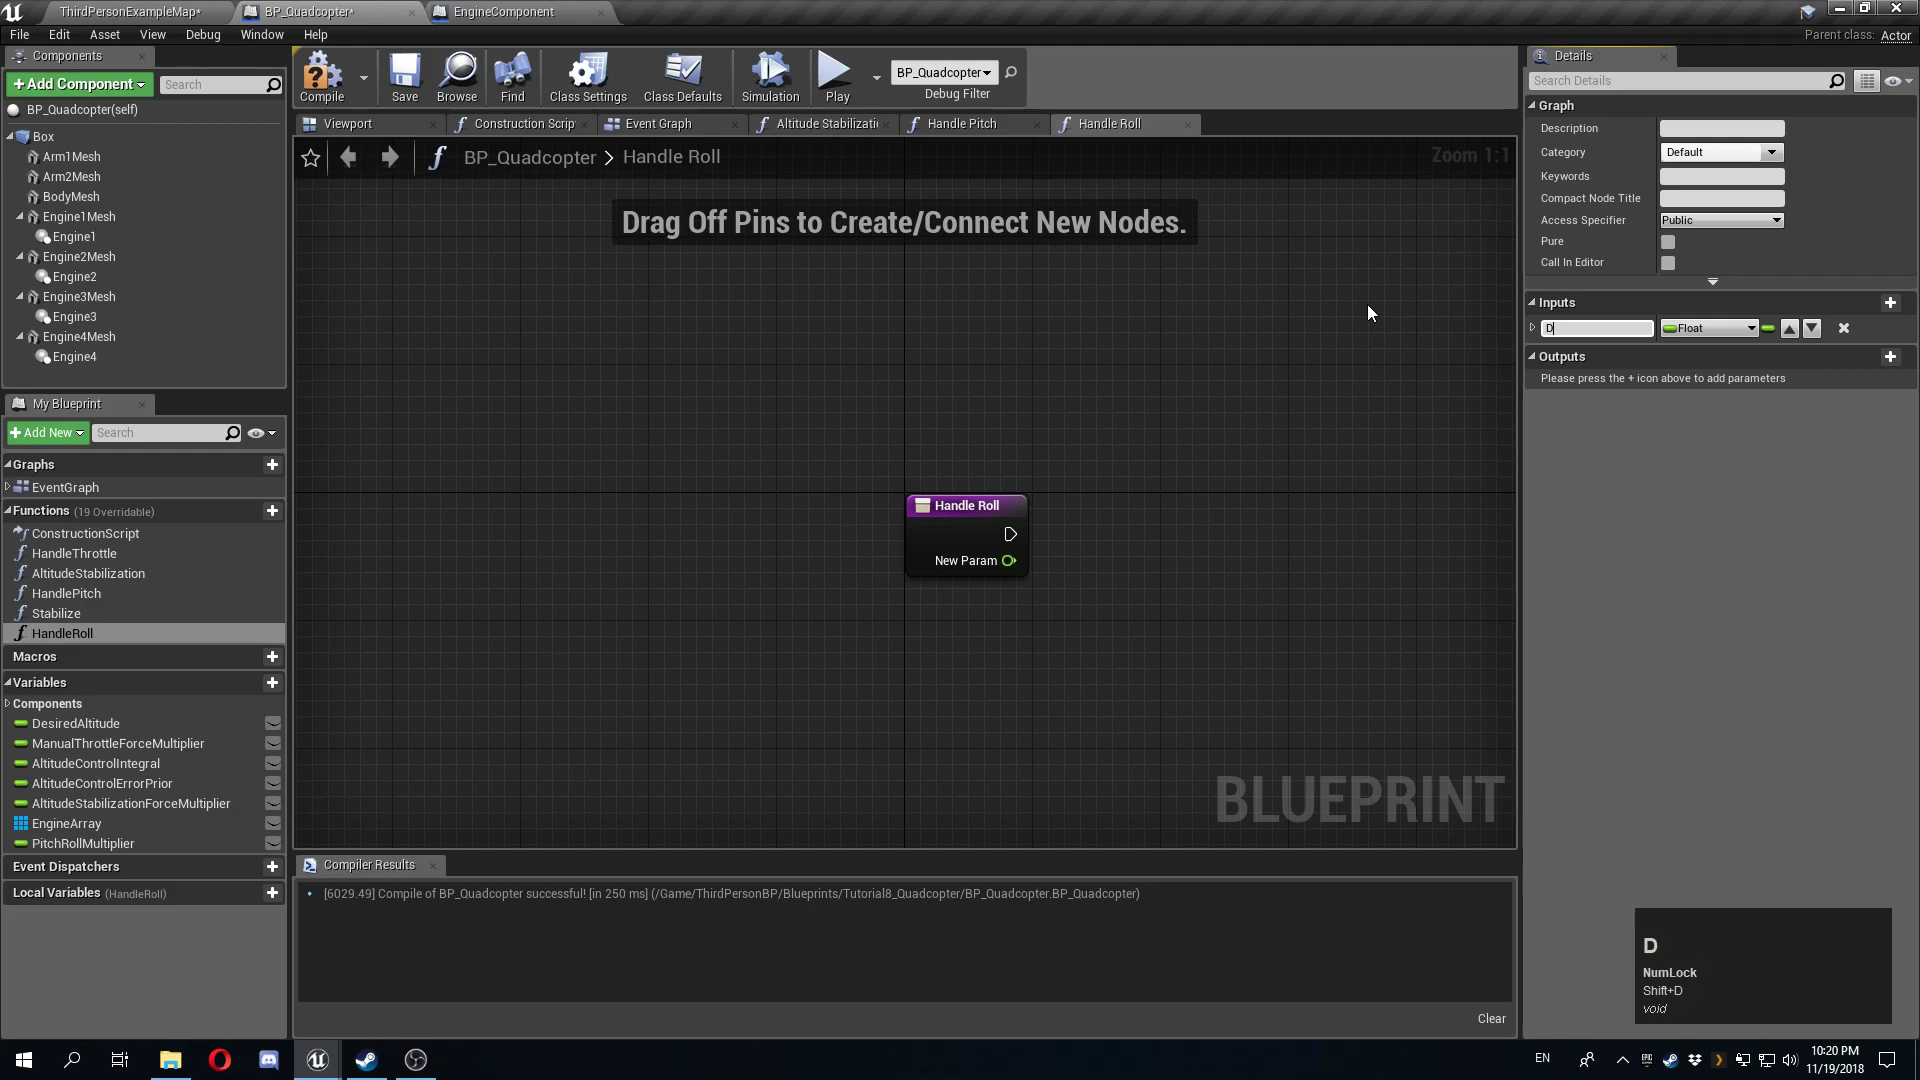 ThirdPersonExampleMap*
BP_Quadcopter*
EngineComponent
File Edit Asset View Debug Window Help
Parent class: Actor
Components
+Add Component
Search
BP_Quadcopter(self)
Box
Arm1Mesh
Arm2Mesh
BodyMesh
Engine1Mesh
Engine1
Engine2Mesh
Engine2
Engine3Mesh
Engine3
Engine4Mesh
Engine4
My Blueprint
+Add New
Search
Graphs
EventGraph
Functions (19 Overridable)
ConstructionScript
HandleThrottle
AltitudeStabilization
HandlePitch
Stabilize
HandleRoll
Macros
Variables
Components
DesiredAltitude
ManualThrottleForceMultiplier
AltitudeControlIntegral
AltitudeControlErrorPrior
AltitudeStabilizationForceMultiplier
EngineArray
PitchRollMultiplier
Event Dispatchers
Local Variables (HandleRoll)
Compile Save Browse Find Class Settings Class Defaults Simulation Play
BP_Quadcopter
Debug Filter
Viewport
Construction Scrip
Event Graph
Altitude Stabilizati
Handle Pitch
Handle Roll
BP_Quadcopter > Handle Roll
Zoom 1:1
Drag Off Pins to Create/Connect New Nodes.
Handle Roll
New Param
BLUEPRINT
Compiler Results
[6029.49] Compile of BP_Quadcopter successful! [in 250 ms] (/Game/ThirdPersonBP/Blueprints/Tutorial8_Quadcopter/BP_Quadcopter.BP_Quadcopter)
Clear
Details
Search Details
Graph
Description
Category Default
Keywords
Compact Node Title
Access Specifier Public
Pure
Call In Editor
Inputs
D Float
Outputs
Please press the + icon above to add parameters
D
NumLock
Shift+D
void
EN
10:20 PM
11/19/2018